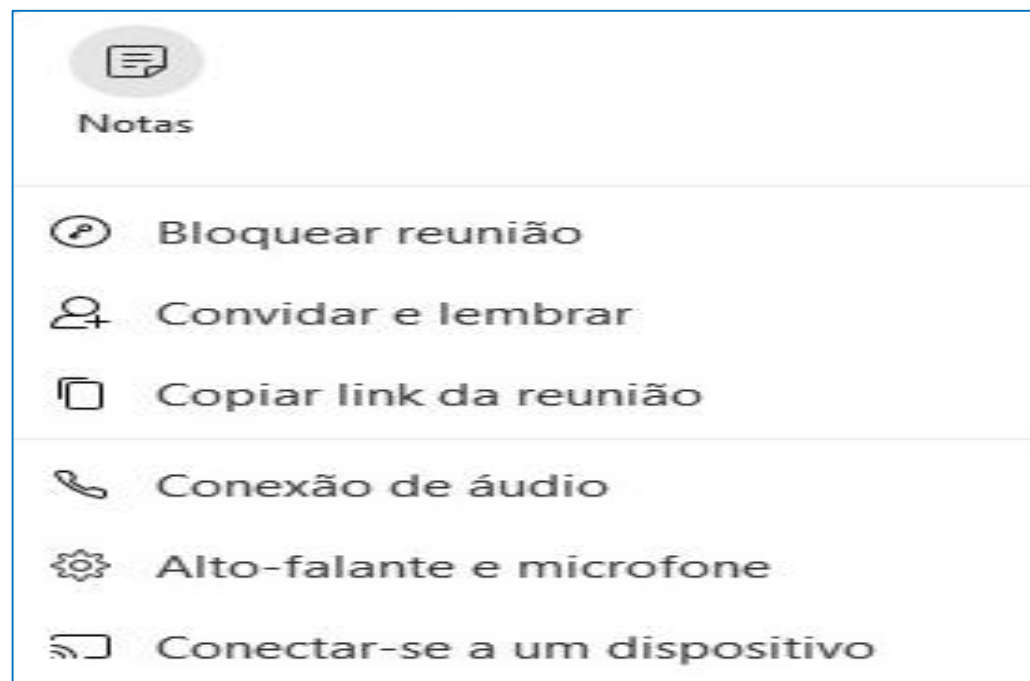 Notas
Bloquear reunião
Convidar e lembrar
Copiar link da reunião
Conexão de áudio
Alto-falante e microfone
Conectar-se a um dispositivo